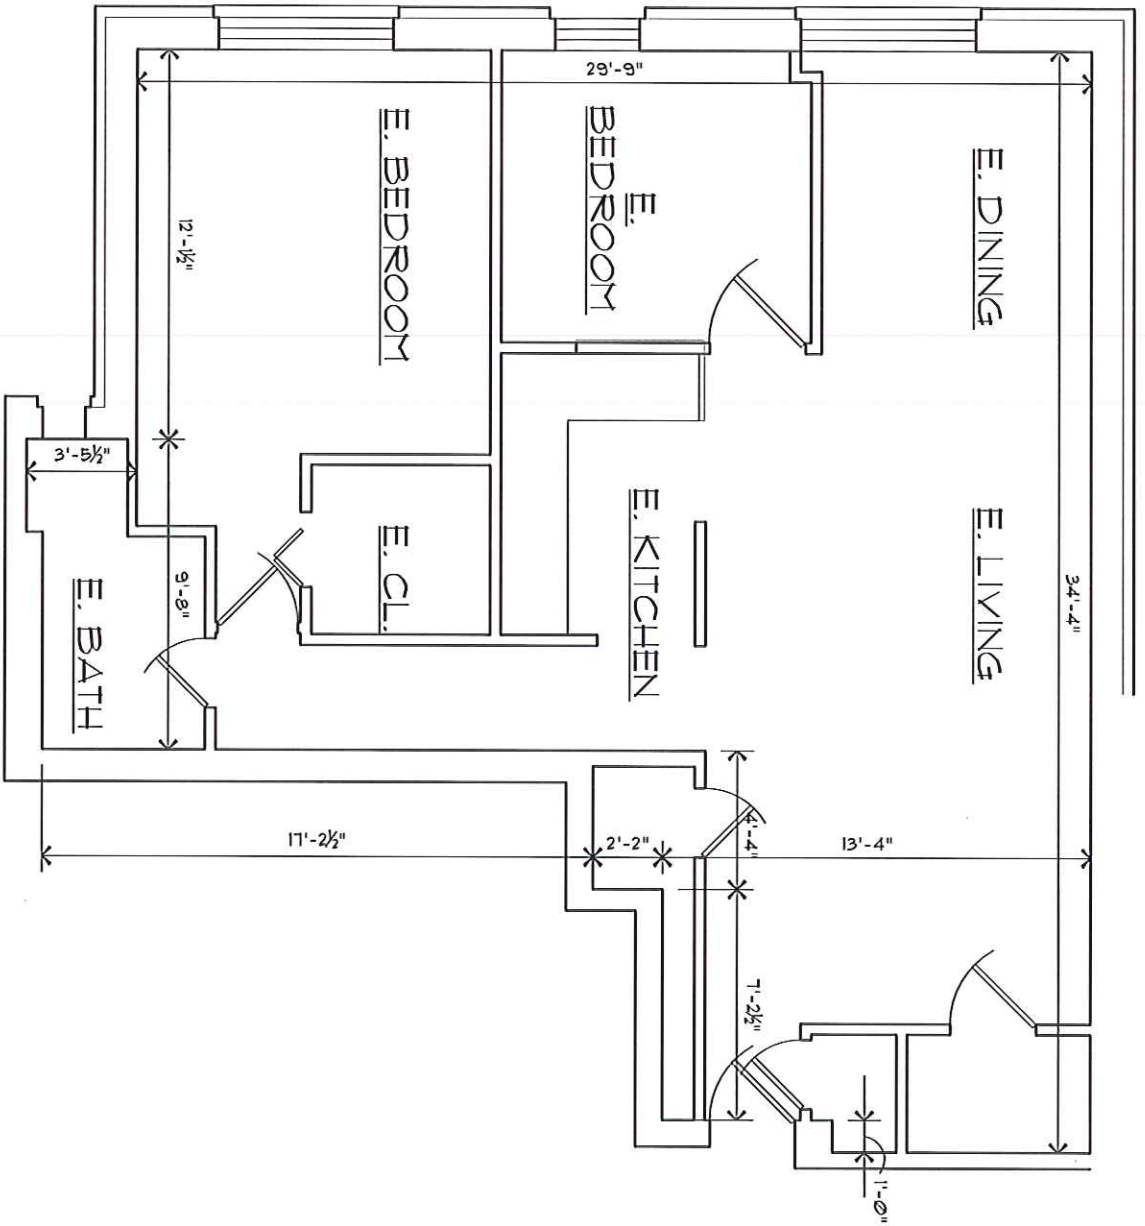 29'-9"
E. BEDROOM
E.
BEDROOM
E. DINING
12'-1½"
3'-5½"
E. CL.
E. KITCHEN
E. LIVING
9'-8"
34'-4"
E. BATH
17'-2½"
2'-2"
4'-4"
13'-4"
7'-2½"
1'-0"